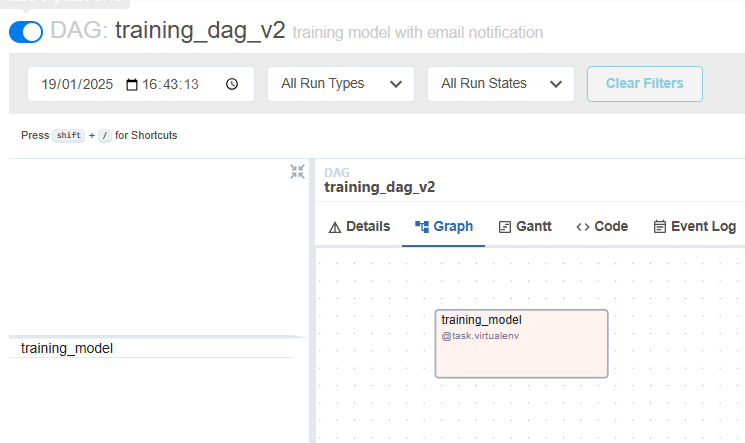 DAG: training_dag_v2 training model with email notification
19/01/2025 16:43:13 All Run Types All Run States Clear Filters
Press shift + / for Shortcuts
DAG
training_dag_v2
Details Graph Gantt Code Event Log
training_model
@task.virtualenv
training_model